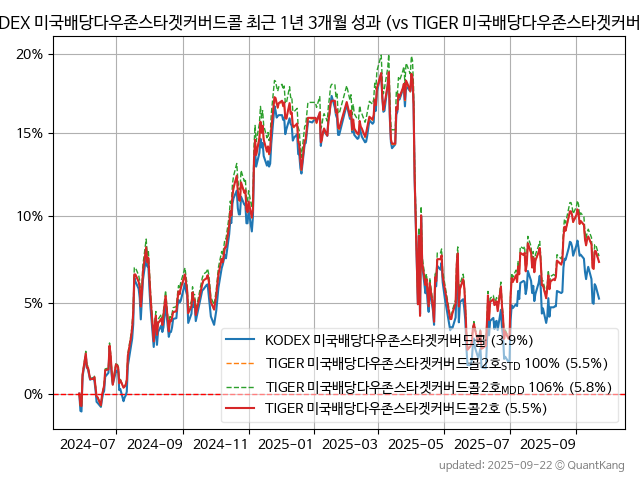 DEX 미국배당다우존스타겟커버드콜 최근 1년 3개월 성과 (vs TIGER 미국배당다우존스타겟커버
20%
15%
10%
5%
0%
KODEX 미국배당다우존스타겟커버드콜 (3.9%)
TIGER 미국배당다우존스타겟커버드콜2호STD 100% (5.5%)
TIGER 미국배당다우존스타겟커버드콜2호MDD 106% (5.8%)
TIGER 미국배당다우존스타겟커버드콜2호 (5.5%)
2024-07 2024-09 2024-11 2025-01 2025-03 2025-05 2025-07 2025-09
updated: 2025-09-22 © QuantKang